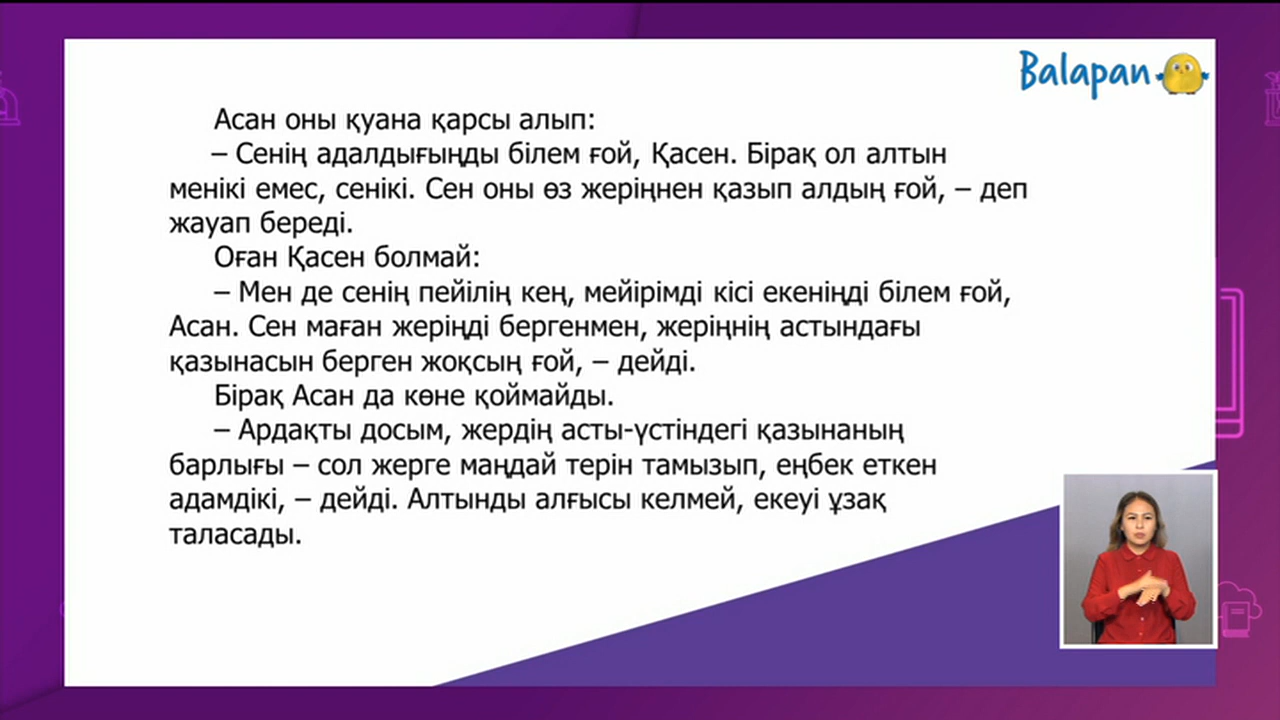 Balapan
Асан оны қуана қарсы алып:
– Сенің адалдығыңды білем ғой, Қасен. Бірақ ол алтын
менікі емес, сенікі. Сен оны өз жеріңнен қазып алдың ғой, – деп
жауап береді.
Оған Қасен болмай:
– Мен де сенің пейілің кең, мейірімді кісі екеніңді білем ғой,
Асан. Сен маған жеріңді бергенмен, жеріңнің астындағы
қазынасын берген жоқсың ғой, – дейді.
Бірақ Асан да көне қоймайды.
– Ардақты досым, жердің асты-үстіндегі қазынаның
барлығы – сол жерге маңдай терін тамызып, еңбек еткен
адамдікі, – дейді. Алтынды алғысы келмей, екеуі ұзақ
таласады.